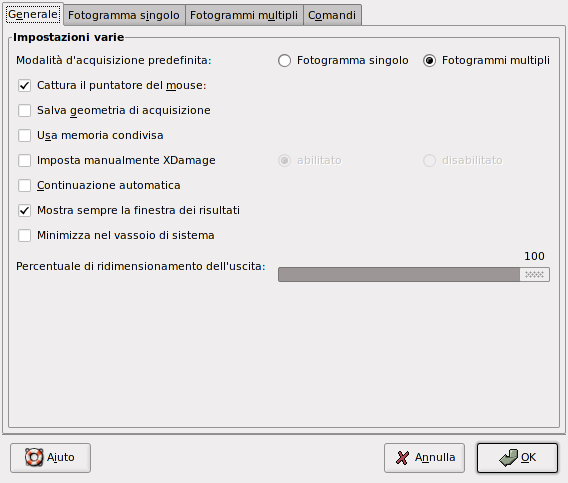 Generale Fotogramma singolo Fotogrammi multipli Comandi
Impostazioni varie
Modalità d'acquisizione predefinita: Fotogramma singolo Fotogrammi multipli
Cattura il puntatore del mouse:
Salva geometria di acquisizione
Usa memoria condivisa
Imposta manualmente XDamage abilitato disabilitato
Continuazione automatica
Mostra sempre la finestra dei risultati
Minimizza nel vassoio di sistema
100
Percentuale di ridimensionamento dell'uscita:
Aiuto Annulla OK